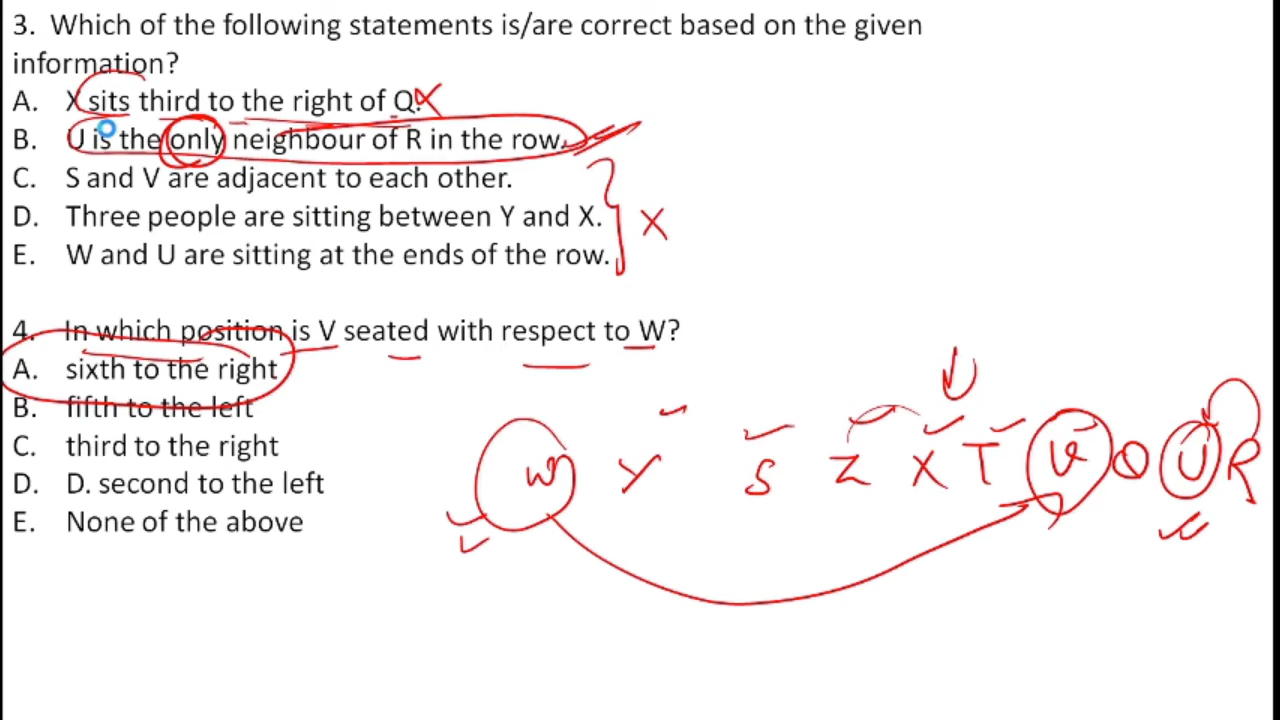 3. Which of the following statements is/are correct based on the given
information?
A. X sits third to the right of Q.
B. U is the only neighbour of R in the row.
C. S and V are adjacent to each other.
D. Three people are sitting between Y and X.
E. W and U are sitting at the ends of the row.
X
4. In which position is V seated with respect to W?
A. sixth to the right
B. fifth to the left
C. third to the right
D. D. second to the left
E. None of the above
W Y S Z X T V Q U R